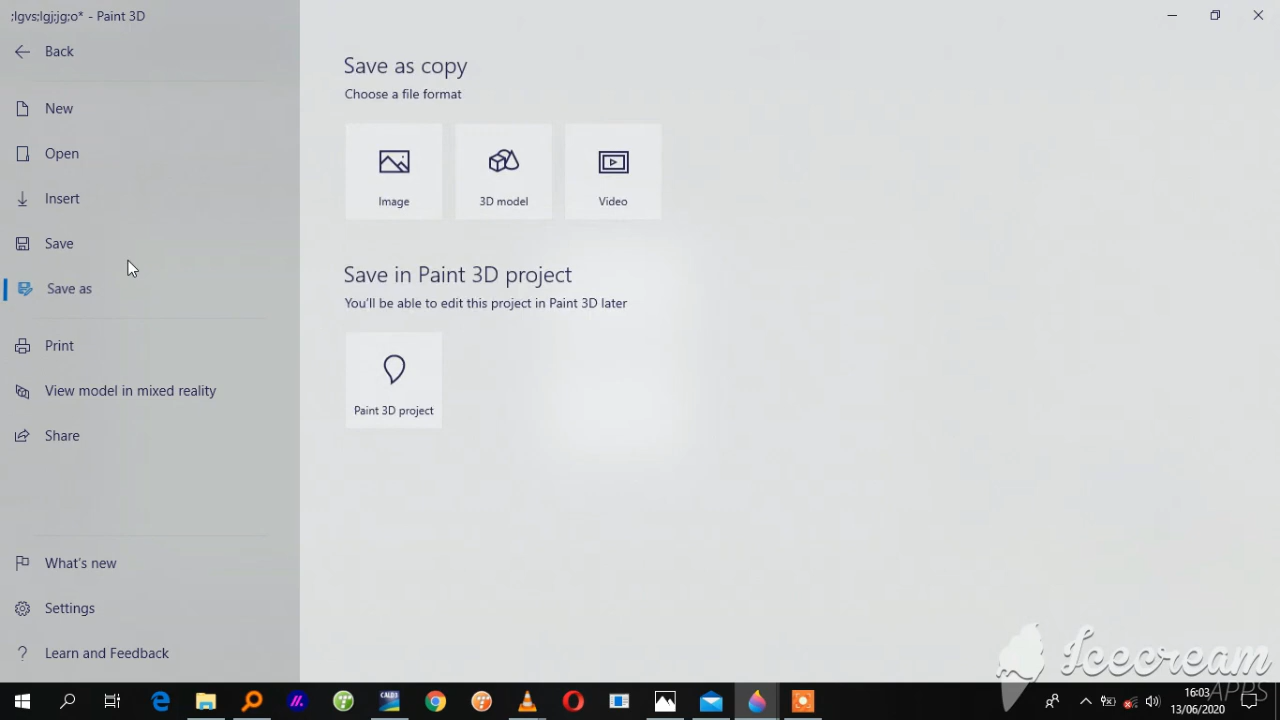 ;lgvs;lgj;jg;o* - Paint 3D
Back
New
Open
Insert
Save
Save as
Print
View model in mixed reality
Share
What's new
Settings
Learn and Feedback
Save as copy
Choose a file format
Image
3D model
Video
Save in Paint 3D project
You'll be able to edit this project in Paint 3D later
Paint 3D project
Icecream
APPS
CALD3
16:03
13/06/2020